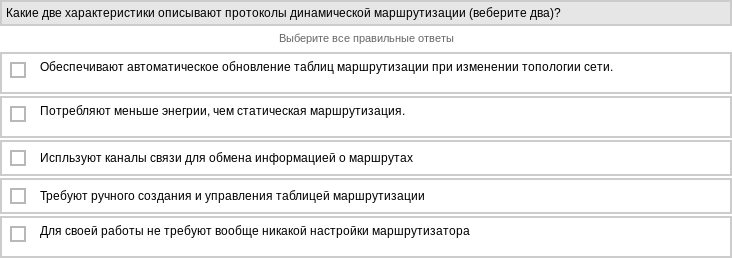 Какие две характеристики описывают протоколы динамической маршрутизации (веберите два)?
Выберите все правильные ответы
Обеспечивают автоматическое обновление таблиц маршрутизации при изменении топологии сети.
Потребляют меньше энегрии, чем статическая маршрутизация.
Испльзуют каналы связи для обмена информацией о маршрутах
Требуют ручного создания и управления таблицей маршрутизации
Для своей работы не требуют вообще никакой настройки маршрутизатора